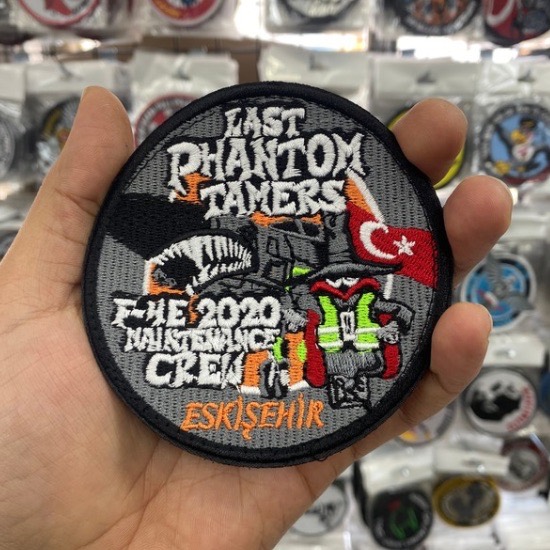 LAST
PHANTOM
TAMERS
F-4E 2020
MAINTENANCE
CREW
ESKİŞEHİR